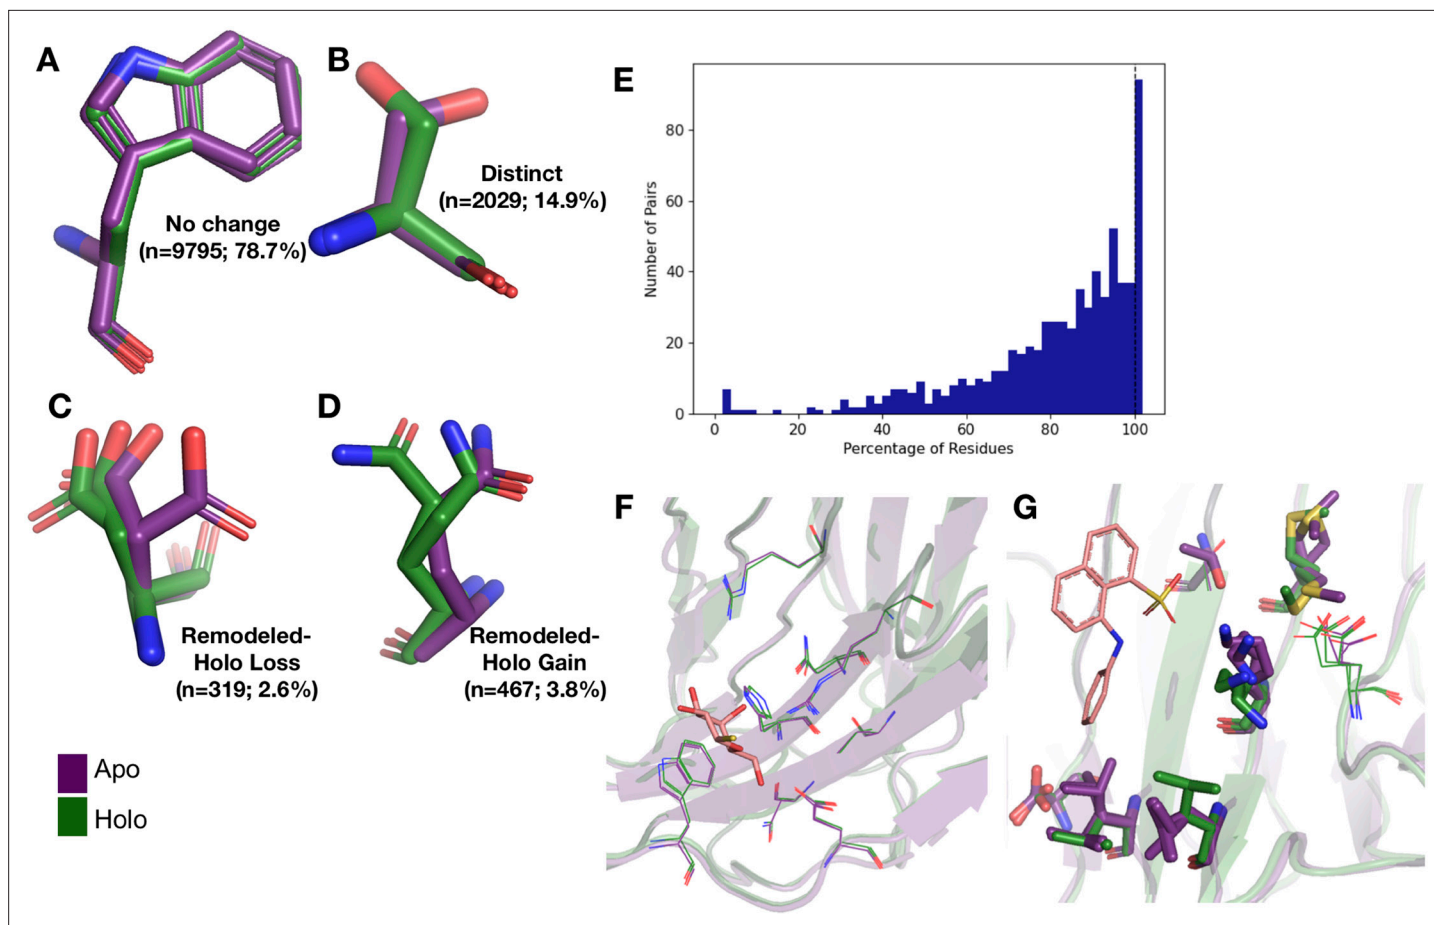 A
No change
(n=9795; 78.7%)
B
Distinct
(n=2029; 14.9%)
C
Remodeled-
Holo Loss
(n=319; 2.6%)
D
Remodeled-
Holo Gain
(n=467; 3.8%)
Apo
Holo
E
Number of Pairs
80
60
40
20
0
0 20 40 60 80 100
Percentage of Residues
F
G